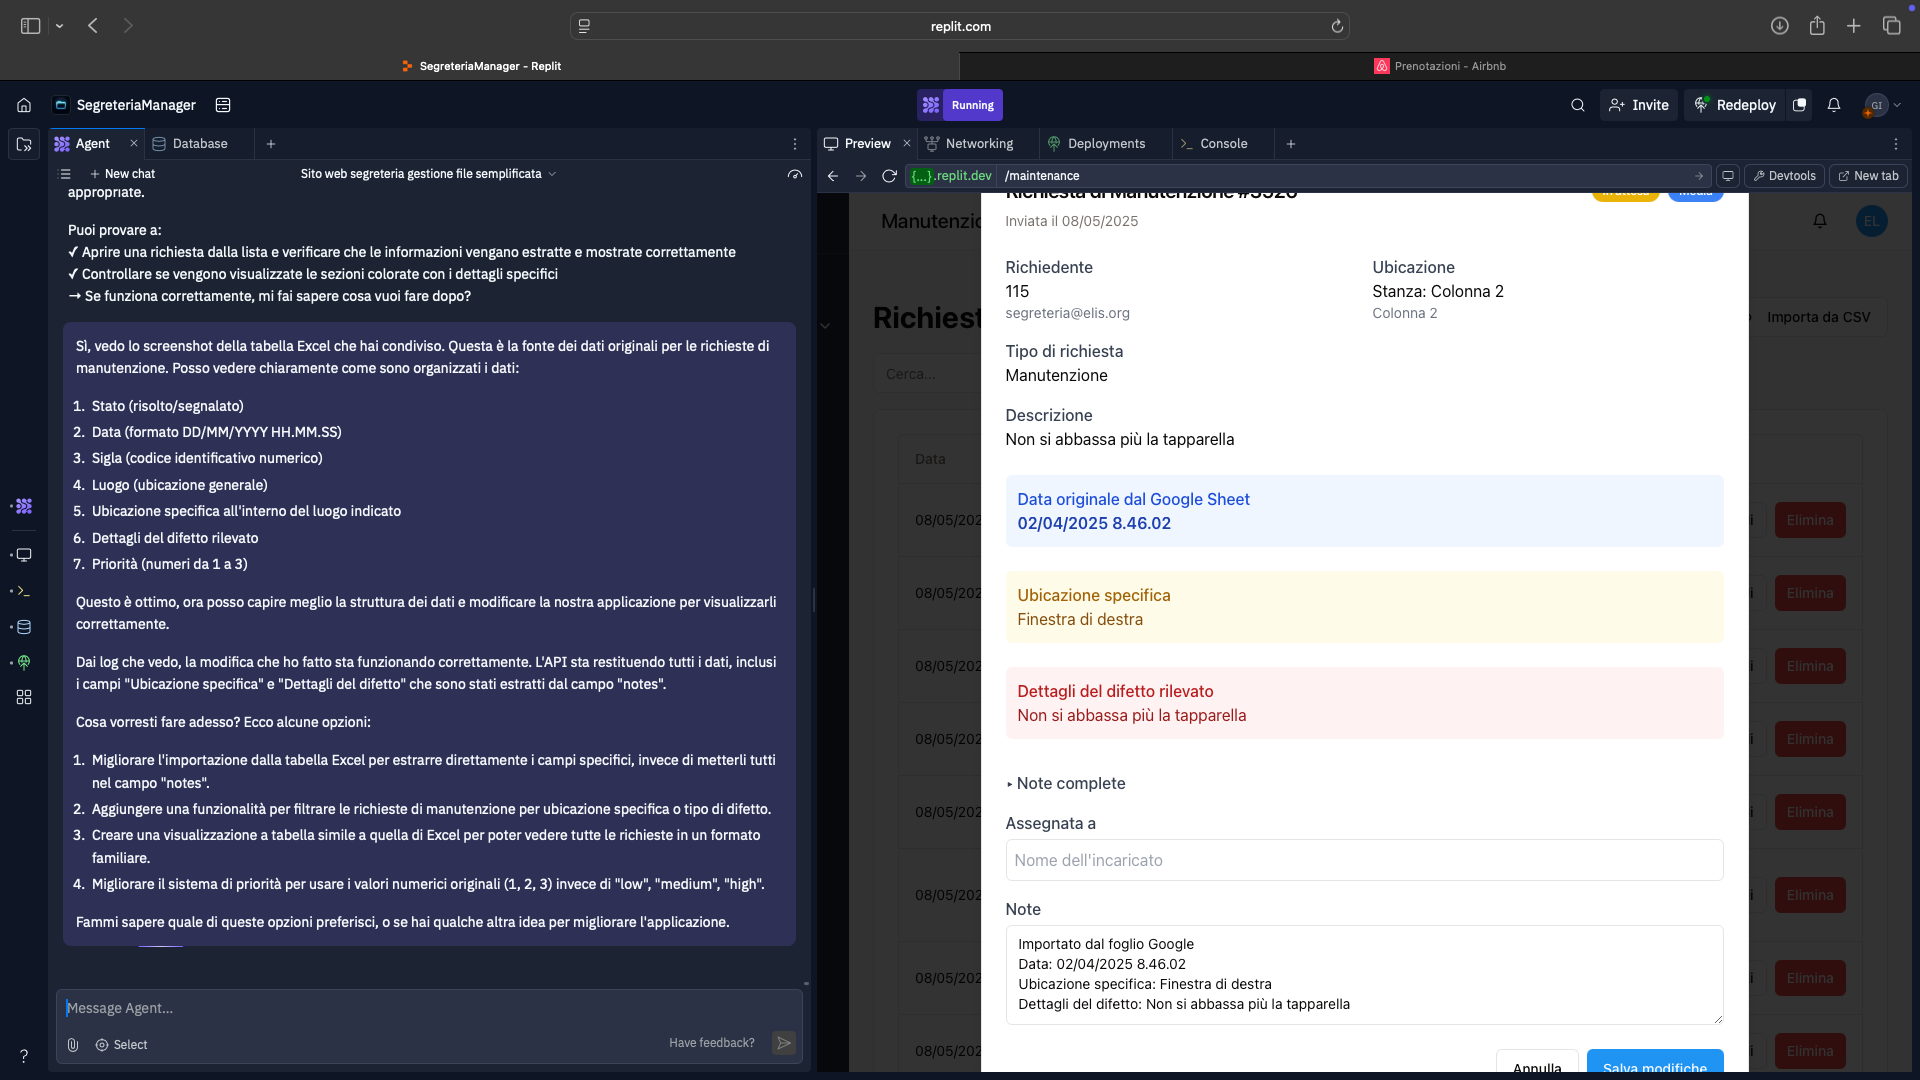 replit.com
SegreteriaManager - Replit
Prenotazioni - Airbnb
SegreteriaManager
Running
Invite
Redeploy
GI
Agent
Database
Preview
Networking
Deployments
Console
New chat
Sito web segreteria gestione file semplificata
{...}.replit.dev
/maintenance
Devtools
New tab
appropriate.
Puoi provare a:
✓ Aprire una richiesta dalla lista e verificare che le informazioni vengano estratte e mostrate correttamente
✓ Controllare se vengono visualizzate le sezioni colorate con i dettagli specifici
→ Se funziona correttamente, mi fai sapere cosa vuoi fare dopo?
Sì, vedo lo screenshot della tabella Excel che hai condiviso. Questa è la fonte dei dati originali per le richieste di
manutenzione. Posso vedere chiaramente come sono organizzati i dati:
1. Stato (risolto/segnalato)
2. Data (formato DD/MM/YYYY HH.MM.SS)
3. Sigla (codice identificativo numerico)
4. Luogo (ubicazione generale)
5. Ubicazione specifica all'interno del luogo indicato
6. Dettagli del difetto rilevato
7. Priorità (numeri da 1 a 3)
Questo è ottimo, ora posso capire meglio la struttura dei dati e modificare la nostra applicazione per visualizzarli
correttamente.
Dai log che vedo, la modifica che ho fatto sta funzionando correttamente. L'API sta restituendo tutti i dati, inclusi
i campi "Ubicazione specifica" e "Dettagli del difetto" che sono stati estratti dal campo "notes".
Cosa vorresti fare adesso? Ecco alcune opzioni:
1. Migliorare l'importazione dalla tabella Excel per estrarre direttamente i campi specifici, invece di metterli tutti
nel campo "notes".
2. Aggiungere una funzionalità per filtrare le richieste di manutenzione per ubicazione specifica o tipo di difetto.
3. Creare una visualizzazione a tabella simile a quella di Excel per poter vedere tutte le richieste in un formato
familiare.
4. Migliorare il sistema di priorità per usare i valori numerici originali (1, 2, 3) invece di "low", "medium", "high".
Fammi sapere quale di queste opzioni preferisci, o se hai qualche altra idea per migliorare l'applicazione.
Message Agent...
Select
Have feedback?
?
Manutenzio
EL
Richiest
Importa da CSV
Cerca...
Data
08/05/202
Elimina
08/05/202
Elimina
08/05/202
Elimina
08/05/202
Elimina
08/05/202
Elimina
08/05/202
Elimina
08/05/202
Elimina
08/05/202
Elimina
Richiesta di Manutenzione #3526
In attesa
Media
Inviata il 08/05/2025
Richiedente
115
segreteria@elis.org
Ubicazione
Stanza: Colonna 2
Colonna 2
Tipo di richiesta
Manutenzione
Descrizione
Non si abbassa più la tapparella
Data originale dal Google Sheet
02/04/2025 8.46.02
Ubicazione specifica
Finestra di destra
Dettagli del difetto rilevato
Non si abbassa più la tapparella
▸ Note complete
Assegnata a
Nome dell'incaricato
Note
Importato dal foglio Google
Data: 02/04/2025 8.46.02
Ubicazione specifica: Finestra di destra
Dettagli del difetto: Non si abbassa più la tapparella
Annulla
Salva modifiche